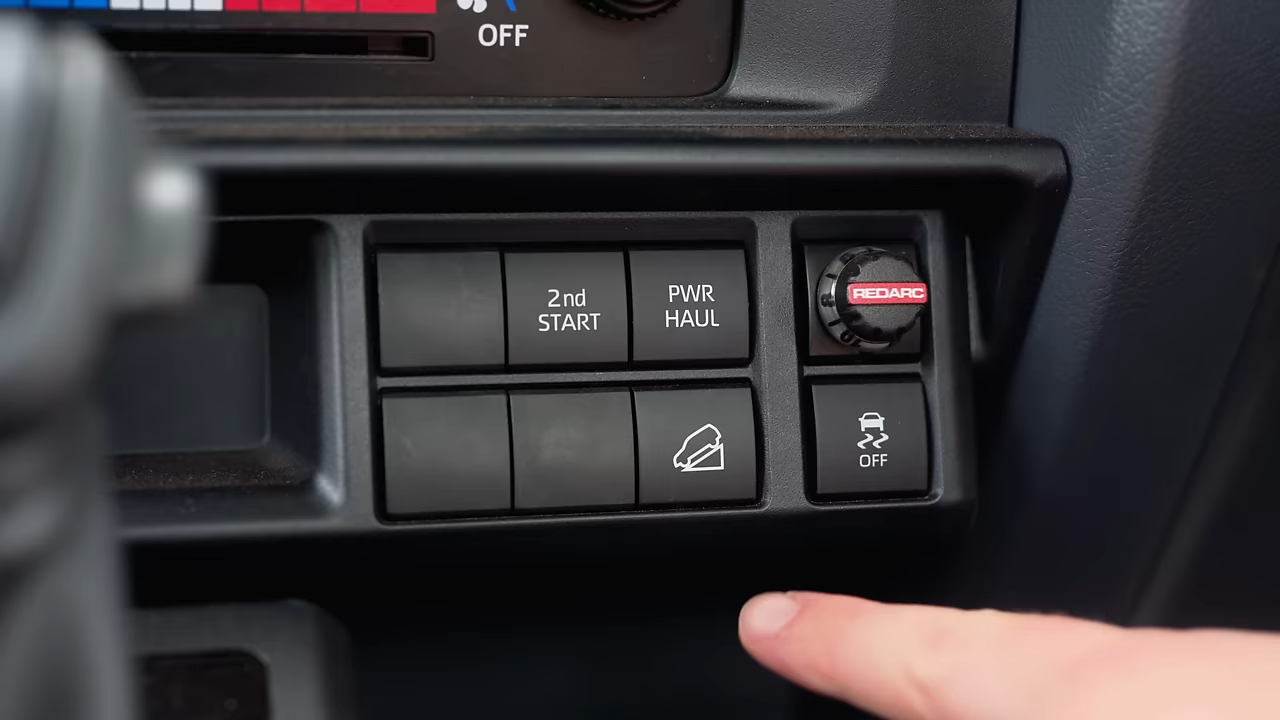 OFF
2nd
START
PWR
HAUL
REDARC
OFF